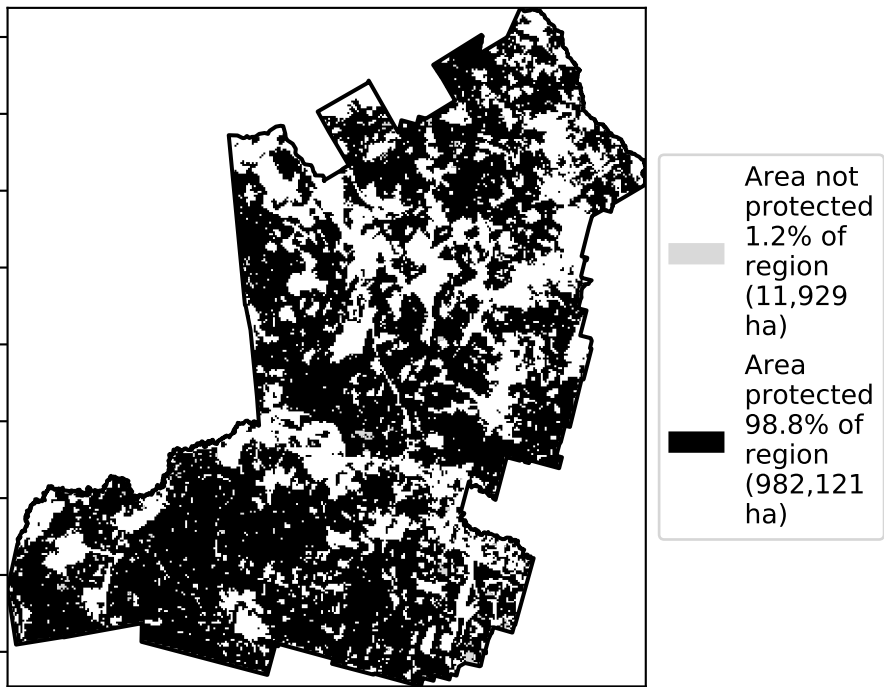 Area not
protected
1.2% of
region
(11,929
ha)
Area
protected
98.8% of
region
(982,121
ha)